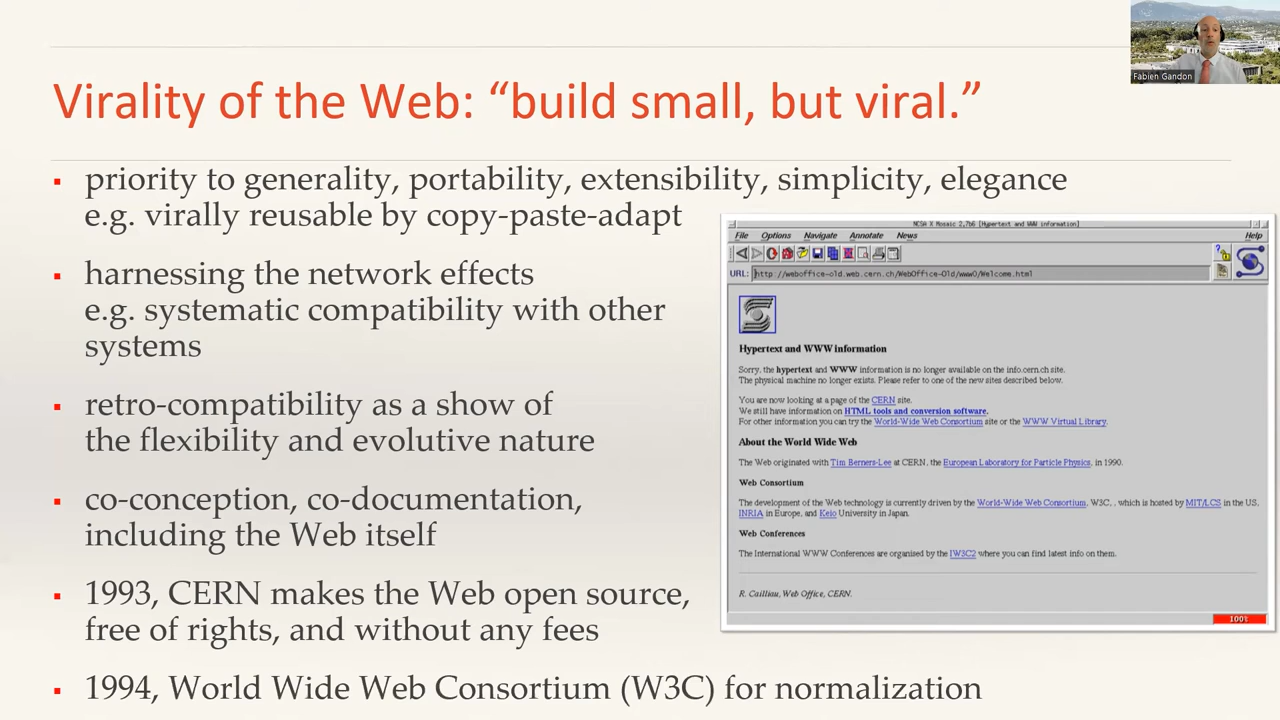 Fabien Gandon
Virality of the Web: “build small, but viral.”
▪ priority to generality, portability, extensibility, simplicity, elegance
e.g. virally reusable by copy-paste-adapt
▪ harnessing the network effects
e.g. systematic compatibility with other
systems
▪ retro-compatibility as a show of
the flexibility and evolutive nature
▪ co-conception, co-documentation,
including the Web itself
▪ 1993, CERN makes the Web open source,
free of rights, and without any fees
▪ 1994, World Wide Web Consortium (W3C) for normalization
NCSA X Mosaic 2.7b6 [Hypertext and WWW information]
File Options Navigate Annotate News Help
URL: http://weboffice-old.web.cern.ch/WebOffice-Old/www0/Welcome.html
Hypertext and WWW information
Sorry, the hypertext and WWW information is no longer available on the info.cern.ch site.
The physical machine no longer exists. Please refer to one of the new sites described below.
You are now looking at a page of the CERN site.
We still have information on HTML tools and conversion software.
For other information you can try the World-Wide Web Consortium site or the WWW Virtual Library.
About the World Wide Web
The Web originated with Tim Berners-Lee at CERN, the European Laboratory for Particle Physics, in 1990.
Web Consortium
The development of the Web technology is currently driven by the World-Wide Web Consortium, W3C, , which is hosted by MIT/LCS in the US,
INRIA in Europe, and Keio University in Japan.
Web Conferences
The International WWW Conferences are organised by the IW3C2 where you can find latest info on them.
R. Cailliau, Web Office, CERN.
100%